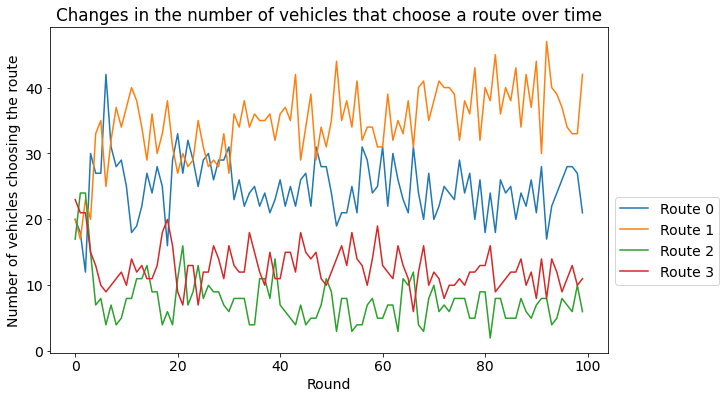 Changes in the number of vehicles that choose a route over time
Number of vehicles choosing the route
40
30
20
10
0
0 20 40 60 80 100
Round
Route 0
Route 1
Route 2
Route 3